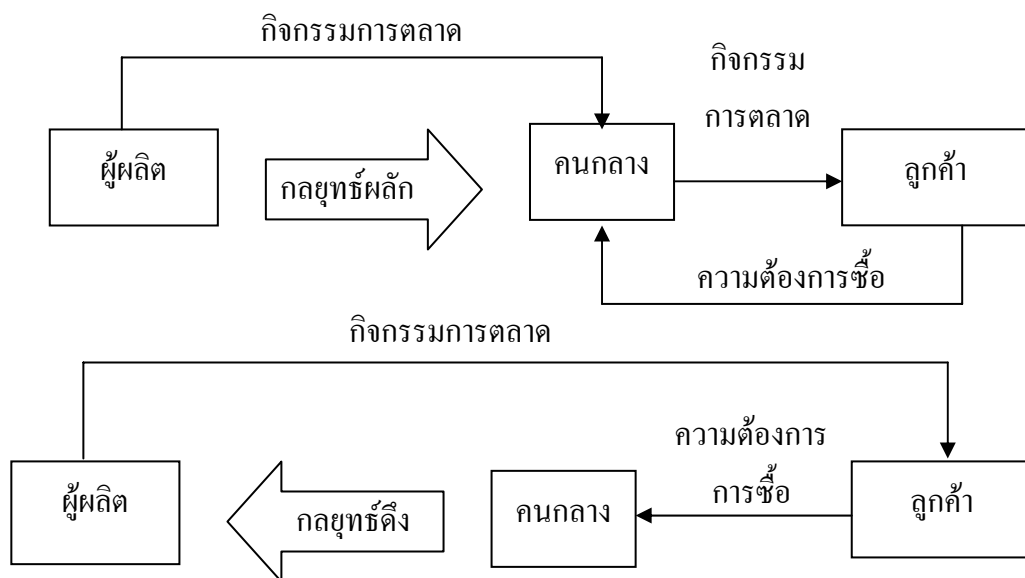 กิจกรรมการตลาด
กิจกรรม
การตลาด
ผู้ผลิต
กลยุทธ์ผลัก
คนกลาง
ลูกค้า
ความต้องการซื้อ
กิจกรรมการตลาด
ความต้องการ
การซื้อ
ผู้ผลิต
กลยุทธ์ดึง
คนกลาง
ลูกค้า